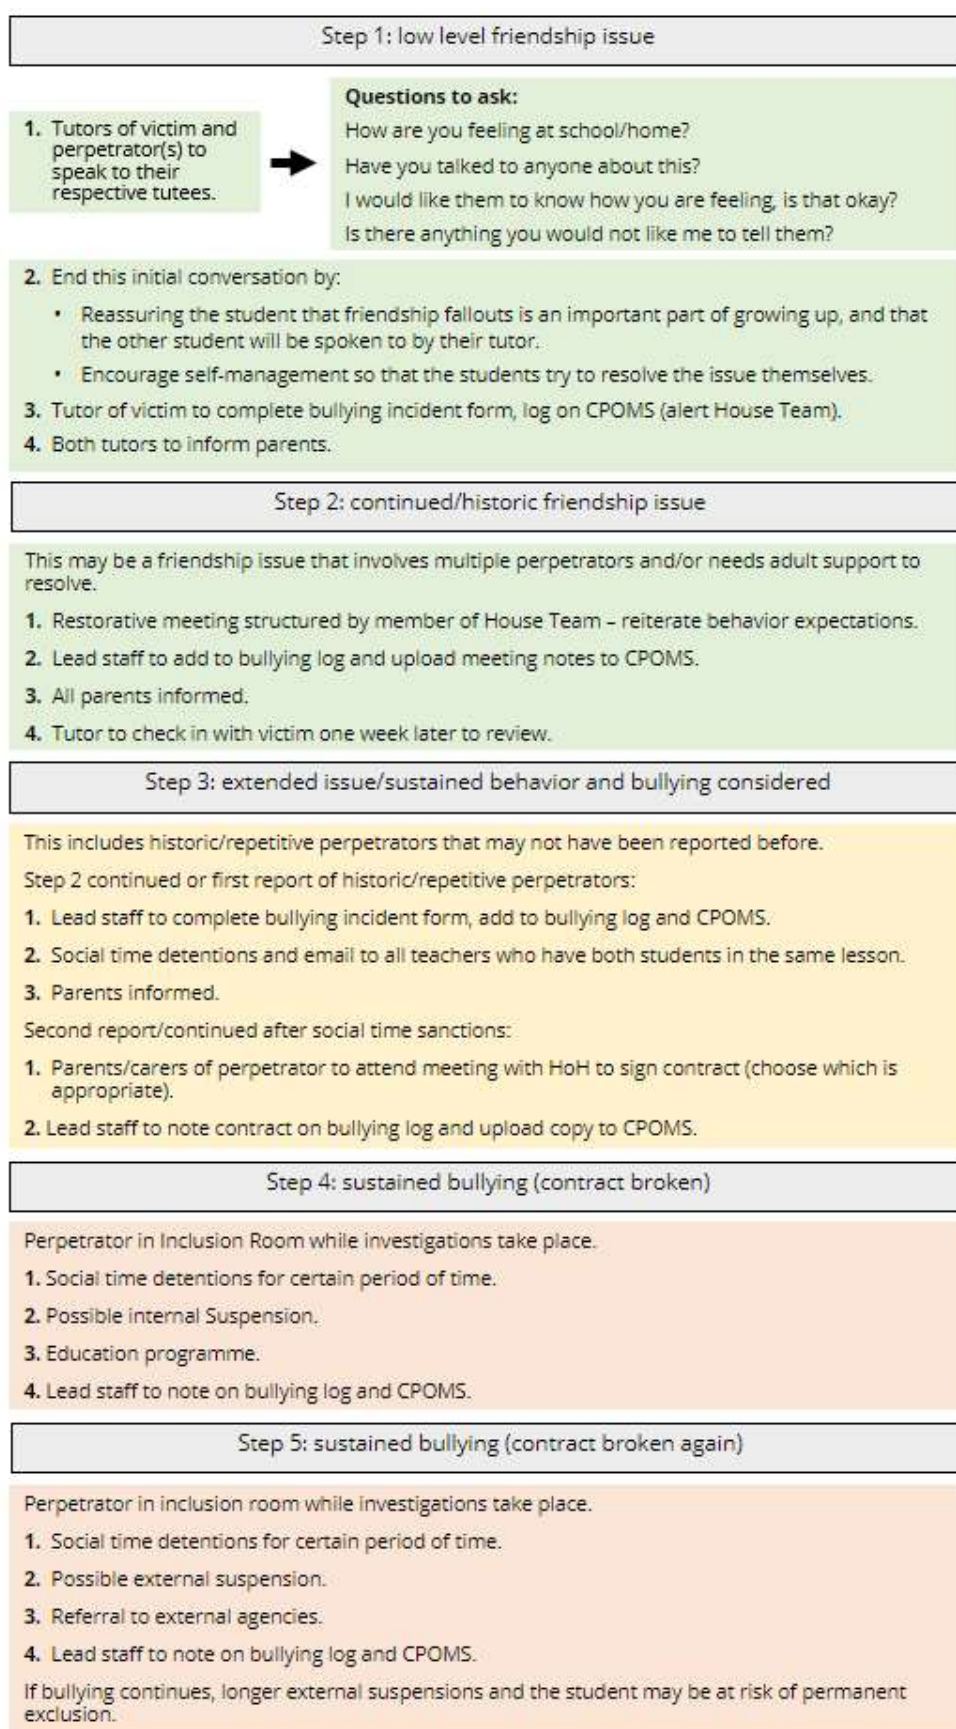 Step 1: low level friendship issue
1. Tutors of victim and
perpetrator(s) to
speak to their
respective tutees.
Questions to ask:
How are you feeling at school/home?
Have you talked to anyone about this?
I would like them to know how you are feeling, is that okay?
Is there anything you would not like me to tell them?
2. End this initial conversation by:
• Reassuring the student that friendship fallouts is an important part of growing up, and that
the other student will be spoken to by their tutor.
• Encourage self-management so that the students try to resolve the issue themselves.
3. Tutor of victim to complete bullying incident form, log on CPOMS (alert House Team).
4. Both tutors to inform parents.
Step 2: continued/historic friendship issue
This may be a friendship issue that involves multiple perpetrators and/or needs adult support to
resolve.
1. Restorative meeting structured by member of House Team – reiterate behavior expectations.
2. Lead staff to add to bullying log and upload meeting notes to CPOMS.
3. All parents informed.
4. Tutor to check in with victim one week later to review.
Step 3: extended issue/sustained behavior and bullying considered
This includes historic/repetitive perpetrators that may not have been reported before.
Step 2 continued or first report of historic/repetitive perpetrators:
1. Lead staff to complete bullying incident form, add to bullying log and CPOMS.
2. Social time detentions and email to all teachers who have both students in the same lesson.
3. Parents informed.
Second report/continued after social time sanctions:
1. Parents/carers of perpetrator to attend meeting with HoH to sign contract (choose which is
appropriate).
2. Lead staff to note contract on bullying log and upload copy to CPOMS.
Step 4: sustained bullying (contract broken)
Perpetrator in Inclusion Room while investigations take place.
1. Social time detentions for certain period of time.
2. Possible internal Suspension.
3. Education programme.
4. Lead staff to note on bullying log and CPOMS.
Step 5: sustained bullying (contract broken again)
Perpetrator in inclusion room while investigations take place.
1. Social time detentions for certain period of time.
2. Possible external suspension.
3. Referral to external agencies.
4. Lead staff to note on bullying log and CPOMS.
If bullying continues, longer external suspensions and the student may be at risk of permanent
exclusion.